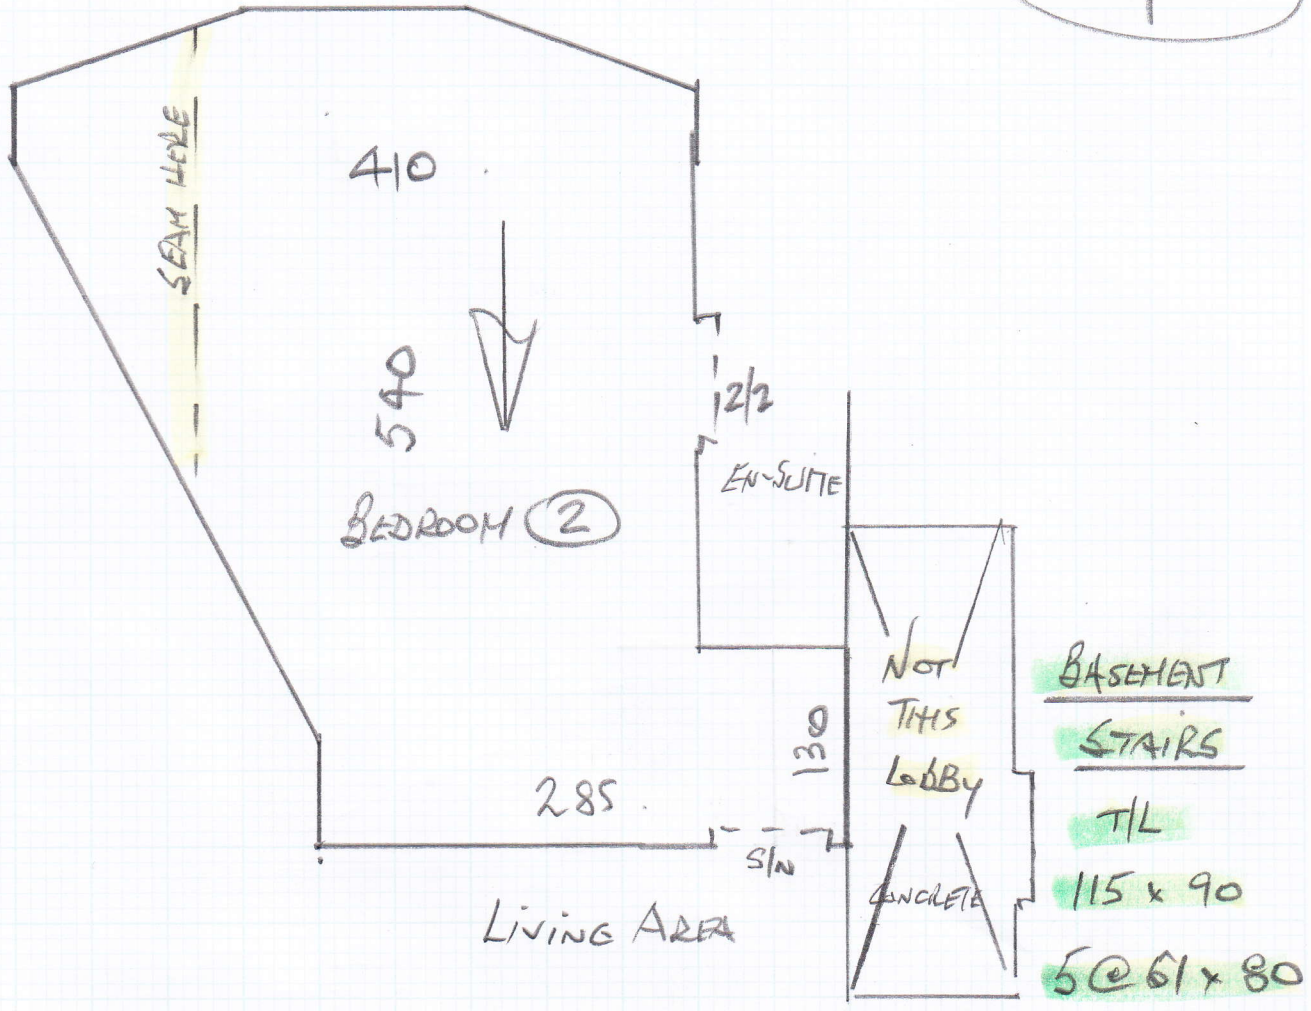 SEAM HERE
410
540
BEDROOM 2
2/2
EN-SUITE
130
285
S/N
LIVING AREA
NOT
THIS
LOBBY
CONCRETE
BASEMENT
STAIRS
T/L
115 x 90
5 @ 61 x 80